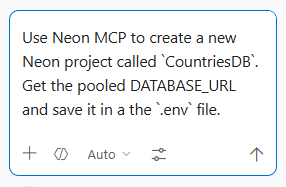 Use Neon MCP to create a new
Neon project called `CountriesDB`.
Get the pooled DATABASE_URL
and save it in a the `.env` file.
Auto